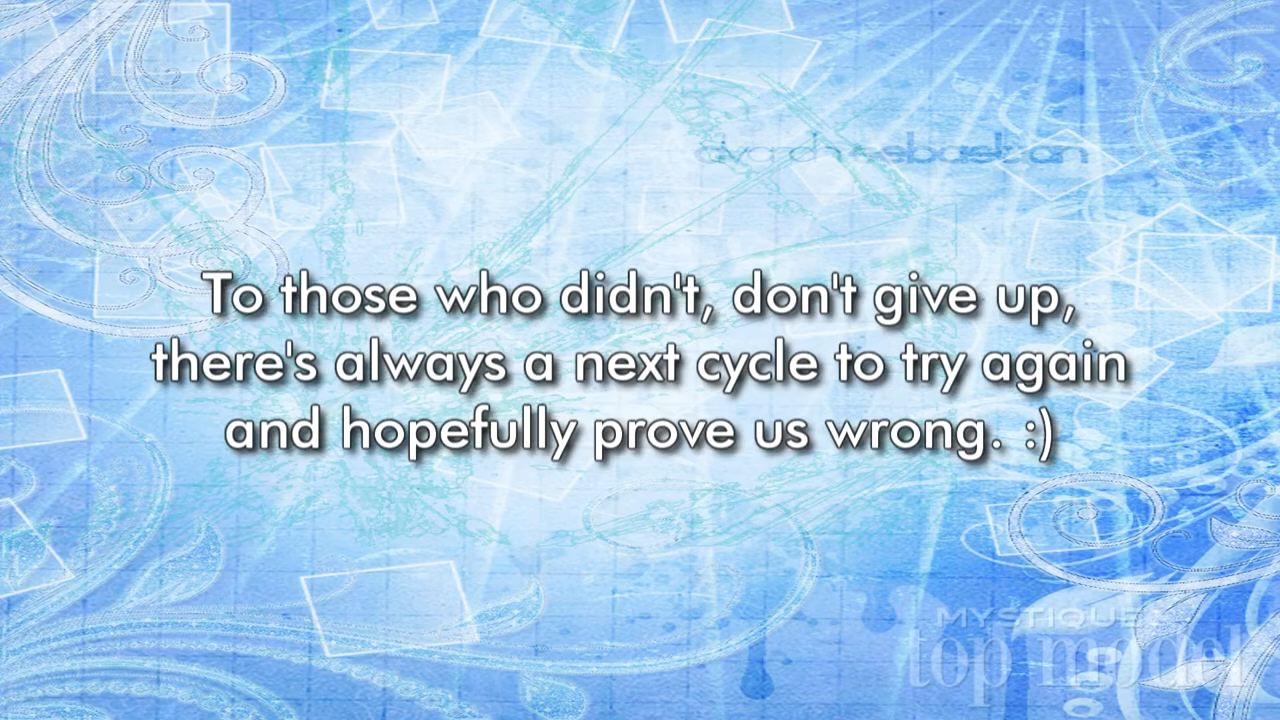 To those who didn't, don't give up,
there's always a next cycle to try again
and hopefully prove us wrong. :)
MYSTIQUE
top model